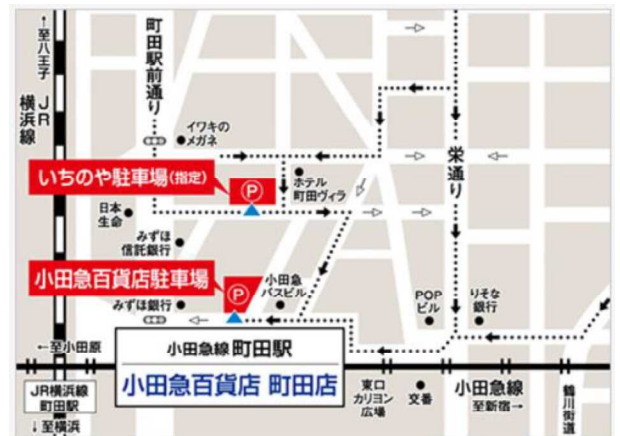 ↑至八王子
JR
横浜線
町田駅前通り
イワキの
メガネ
いちのや駐車場(指定)
P
ホテル
町田ヴィラ
栄通り
日本
生命
みずほ
信託銀行
小田急百貨店駐車場
P
小田急
バスビル
みずほ銀行
POP
ビル
りそな
銀行
←至小田原
小田急線 町田駅
小田急百貨店 町田店
JR横浜線
町田駅
↓至横浜
東口
カリヨン
広場
交番
小田急線
至新宿→
鶴川街道